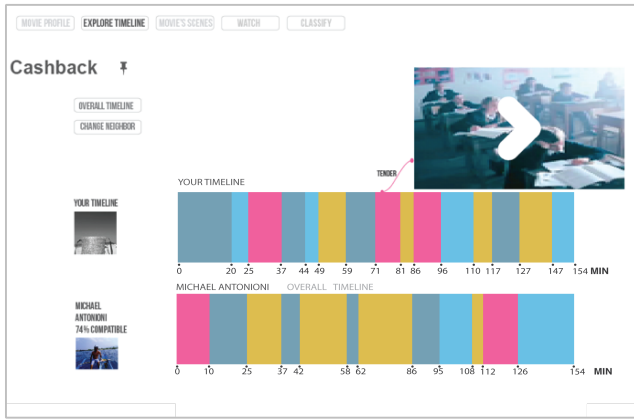 MOVIE PROFILE EXPLORE TIMELINE MOVIE'S SCENES WATCH CLASSIFY
Cashback
OVERALL TIMELINE
CHANGE NEIGHBOR
TENDER
YOUR TIMELINE
YOUR TIMELINE
0 20 25 37 44 49 59 71 81 86 96 110 117 127 147 154 MIN
MICHAEL ANTONIONI OVERALL TIMELINE
MICHAEL
ANTONIONI
74% COMPATIBLE
0 10 25 37 42 58 62 86 95 108 112 126 154 MIN